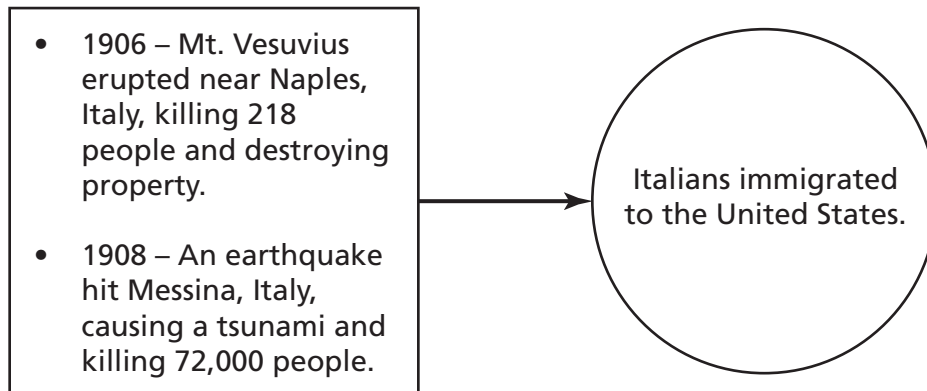 • 1906 – Mt. Vesuvius
erupted near Naples,
Italy, killing 218
people and destroying
property.
• 1908 – An earthquake
hit Messina, Italy,
causing a tsunami and
killing 72,000 people.
Italians immigrated
to the United States.